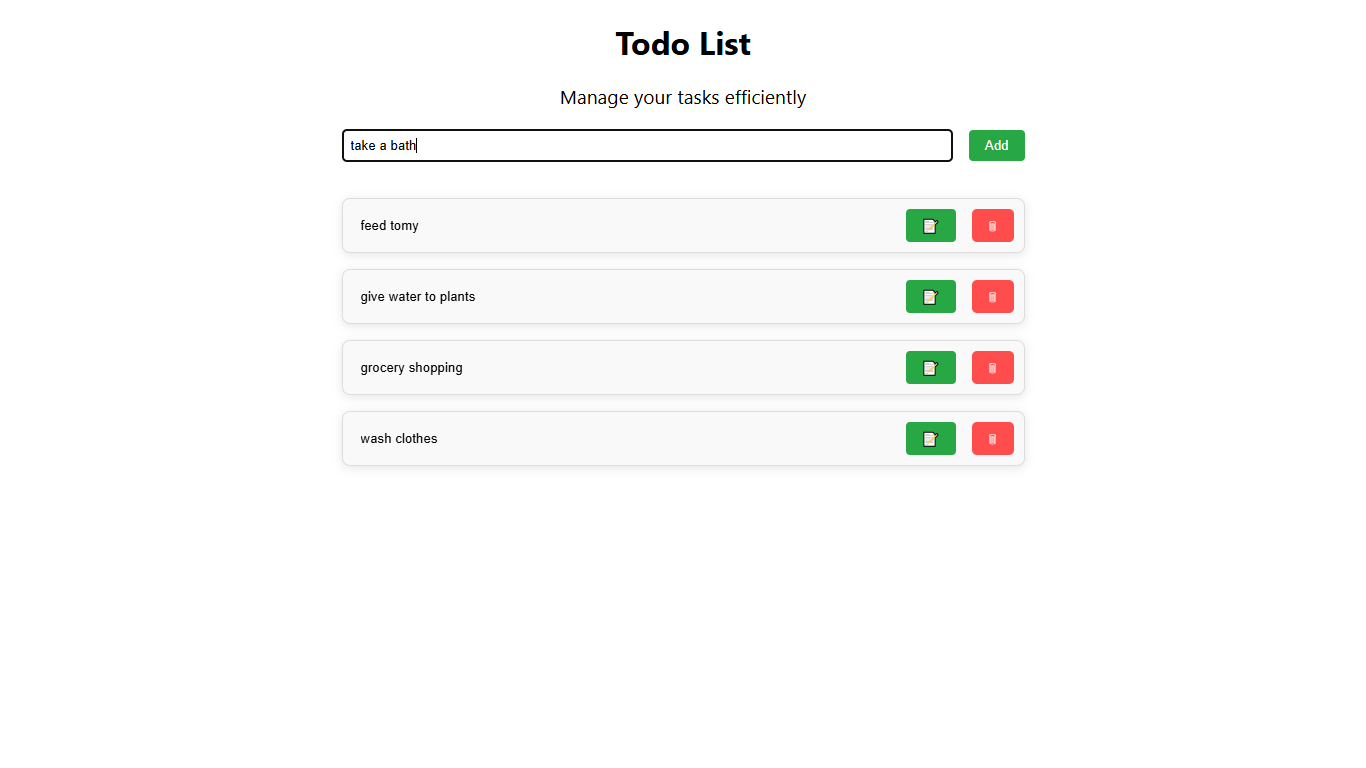 Todo List
Manage your tasks efficiently
take a bath
Add
feed tomy
give water to plants
grocery shopping
wash clothes